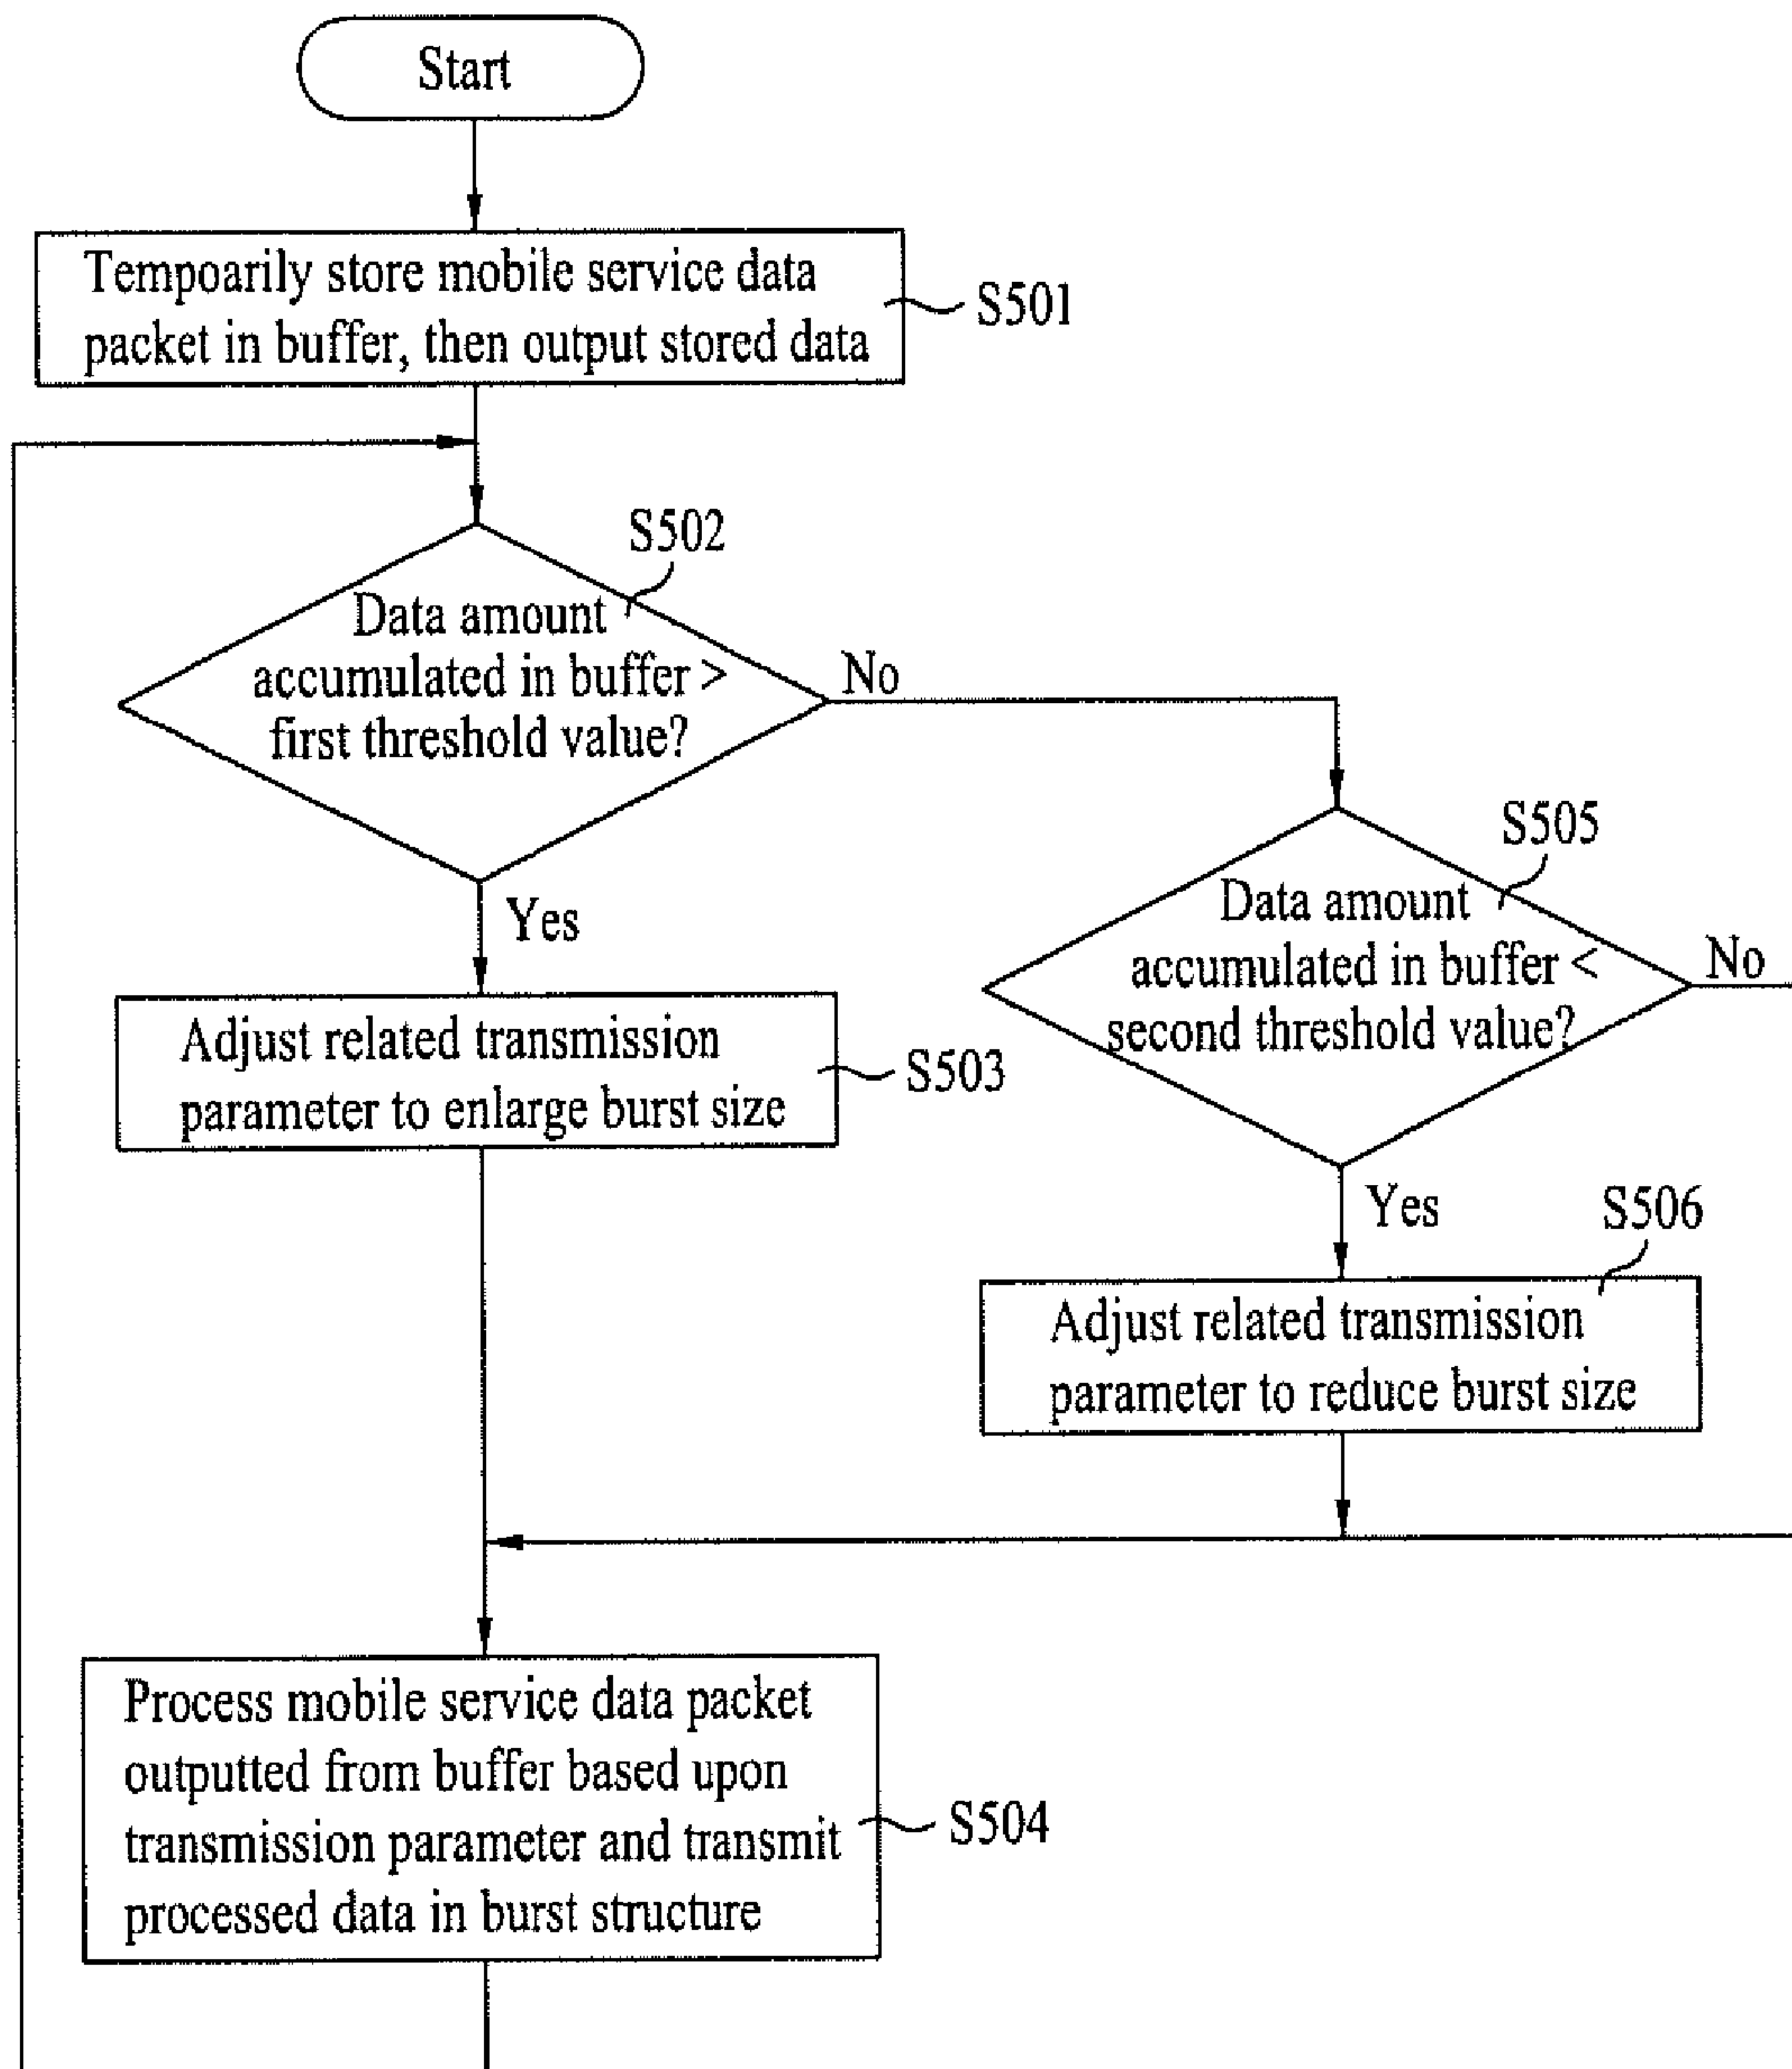 Start
Tempoarily store mobile service data
packet in buffer, then output stored data
S501
S502
Data amount
accumulated in buffer >
first threshold value?
No
Yes
S505
Data amount
accumulated in buffer <
second threshold value?
No
Yes
Adjust related transmission
parameter to enlarge burst size
S503
S506
Adjust related transmission
parameter to reduce burst size
Process mobile service data packet
outputted from buffer based upon
transmission parameter and transmit
processed data in burst structure
S504